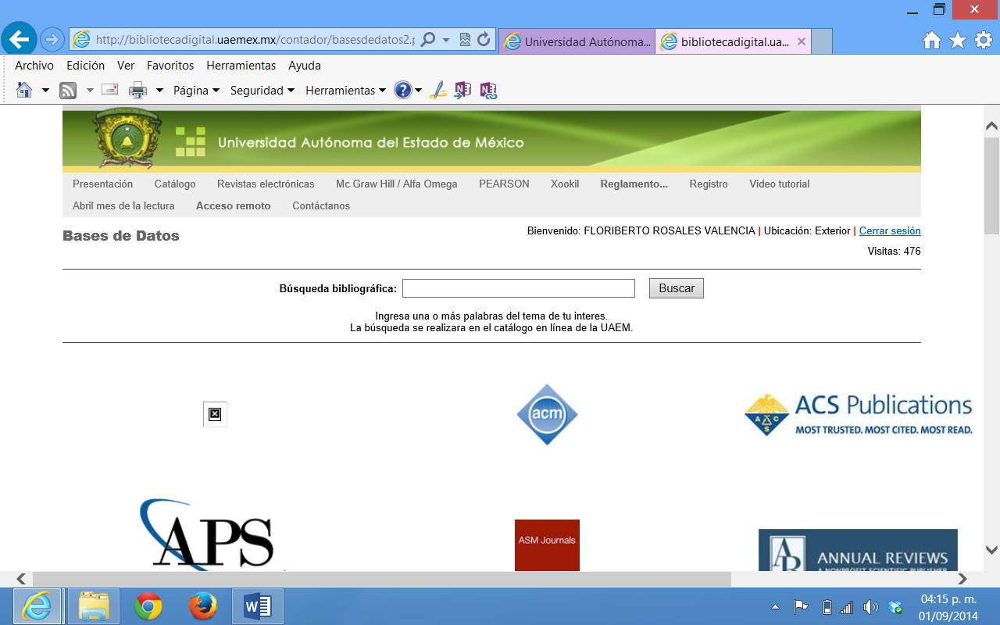 http://bibliotecadigital.uaemex.mx/contador/basesdedatos2.p
Universidad Autónoma...
bibliotecadigital.ua...
Archivo Edición Ver Favoritos Herramientas Ayuda
Página Seguridad Herramientas
Universidad Autónoma del Estado de México
Presentación Catálogo Revistas electrónicas Mc Graw Hill / Alfa Omega PEARSON Xookil Reglamento... Registro Video tutorial
Abril mes de la lectura Acceso remoto Contáctanos
Bases de Datos
Bienvenido: FLORIBERTO ROSALES VALENCIA | Ubicación: Exterior | Cerrar sesión
Visitas: 476
Búsqueda bibliográfica: Buscar
Ingresa una o más palabras del tema de tu interes.
La búsqueda se realizara en el catálogo en línea de la UAEM.
acm
ACS Publications
MOST TRUSTED. MOST CITED. MOST READ.
APS
ASM Journals
ANNUAL REVIEWS
A NONPROFIT SCIENTIFIC PUBLISHER
04:15 p. m.
01/09/2014